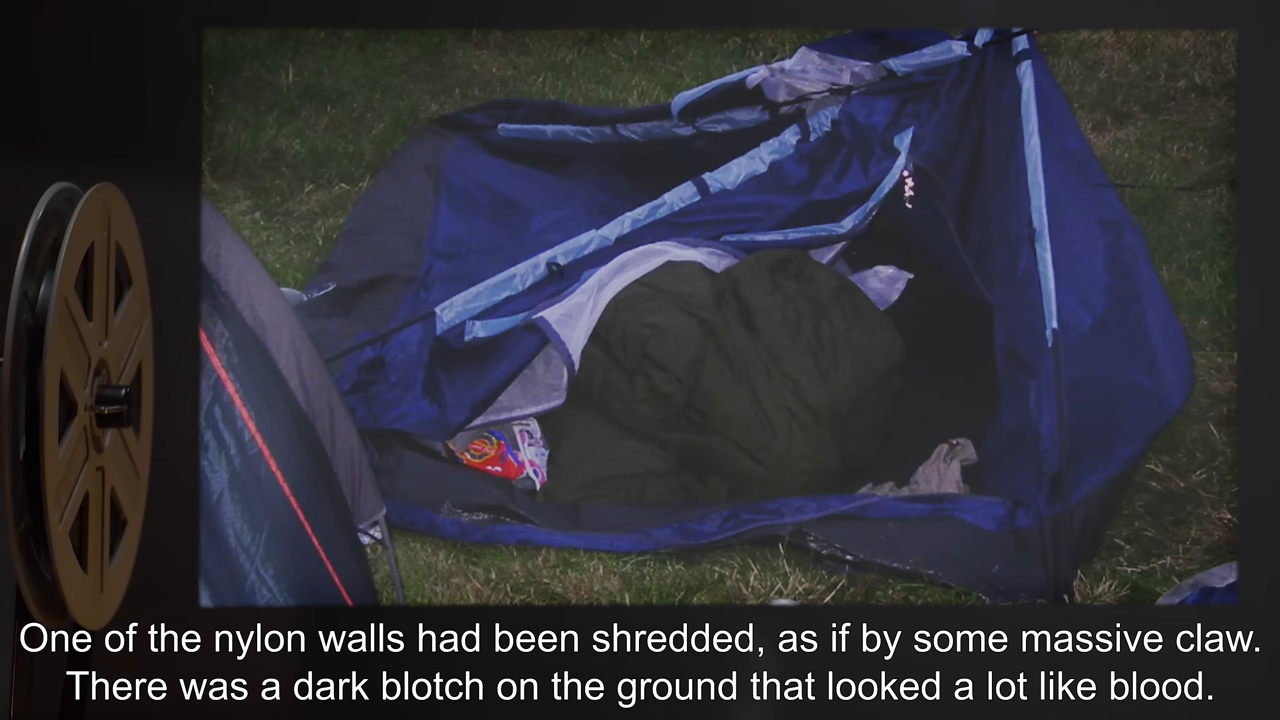 One of the nylon walls had been shredded, as if by some massive claw.
There was a dark blotch on the ground that looked a lot like blood.